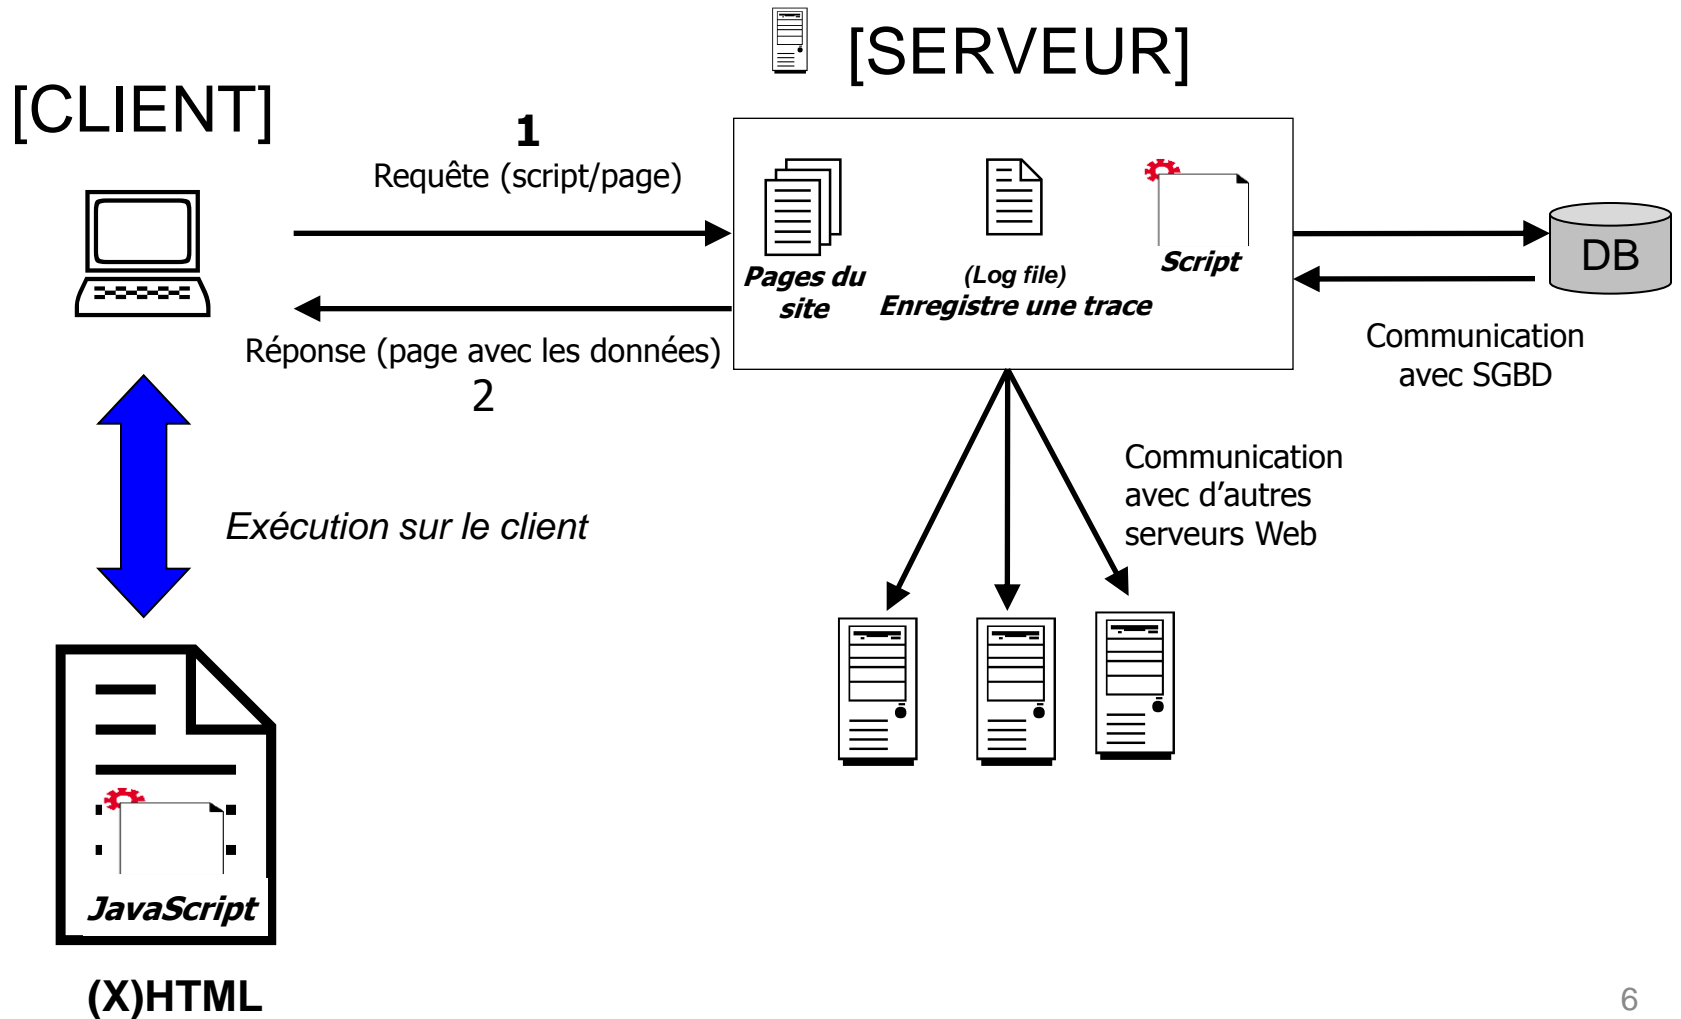 [SERVEUR]
[CLIENT]
1
Requête (script/page)
Pages du
site
(Log file)
Enregistre une trace
Script
DB
Réponse (page avec les données)
2
Communication
avec SGBD
Communication
avec d’autres
serveurs Web
Exécution sur le client
JavaScript
(X)HTML
6